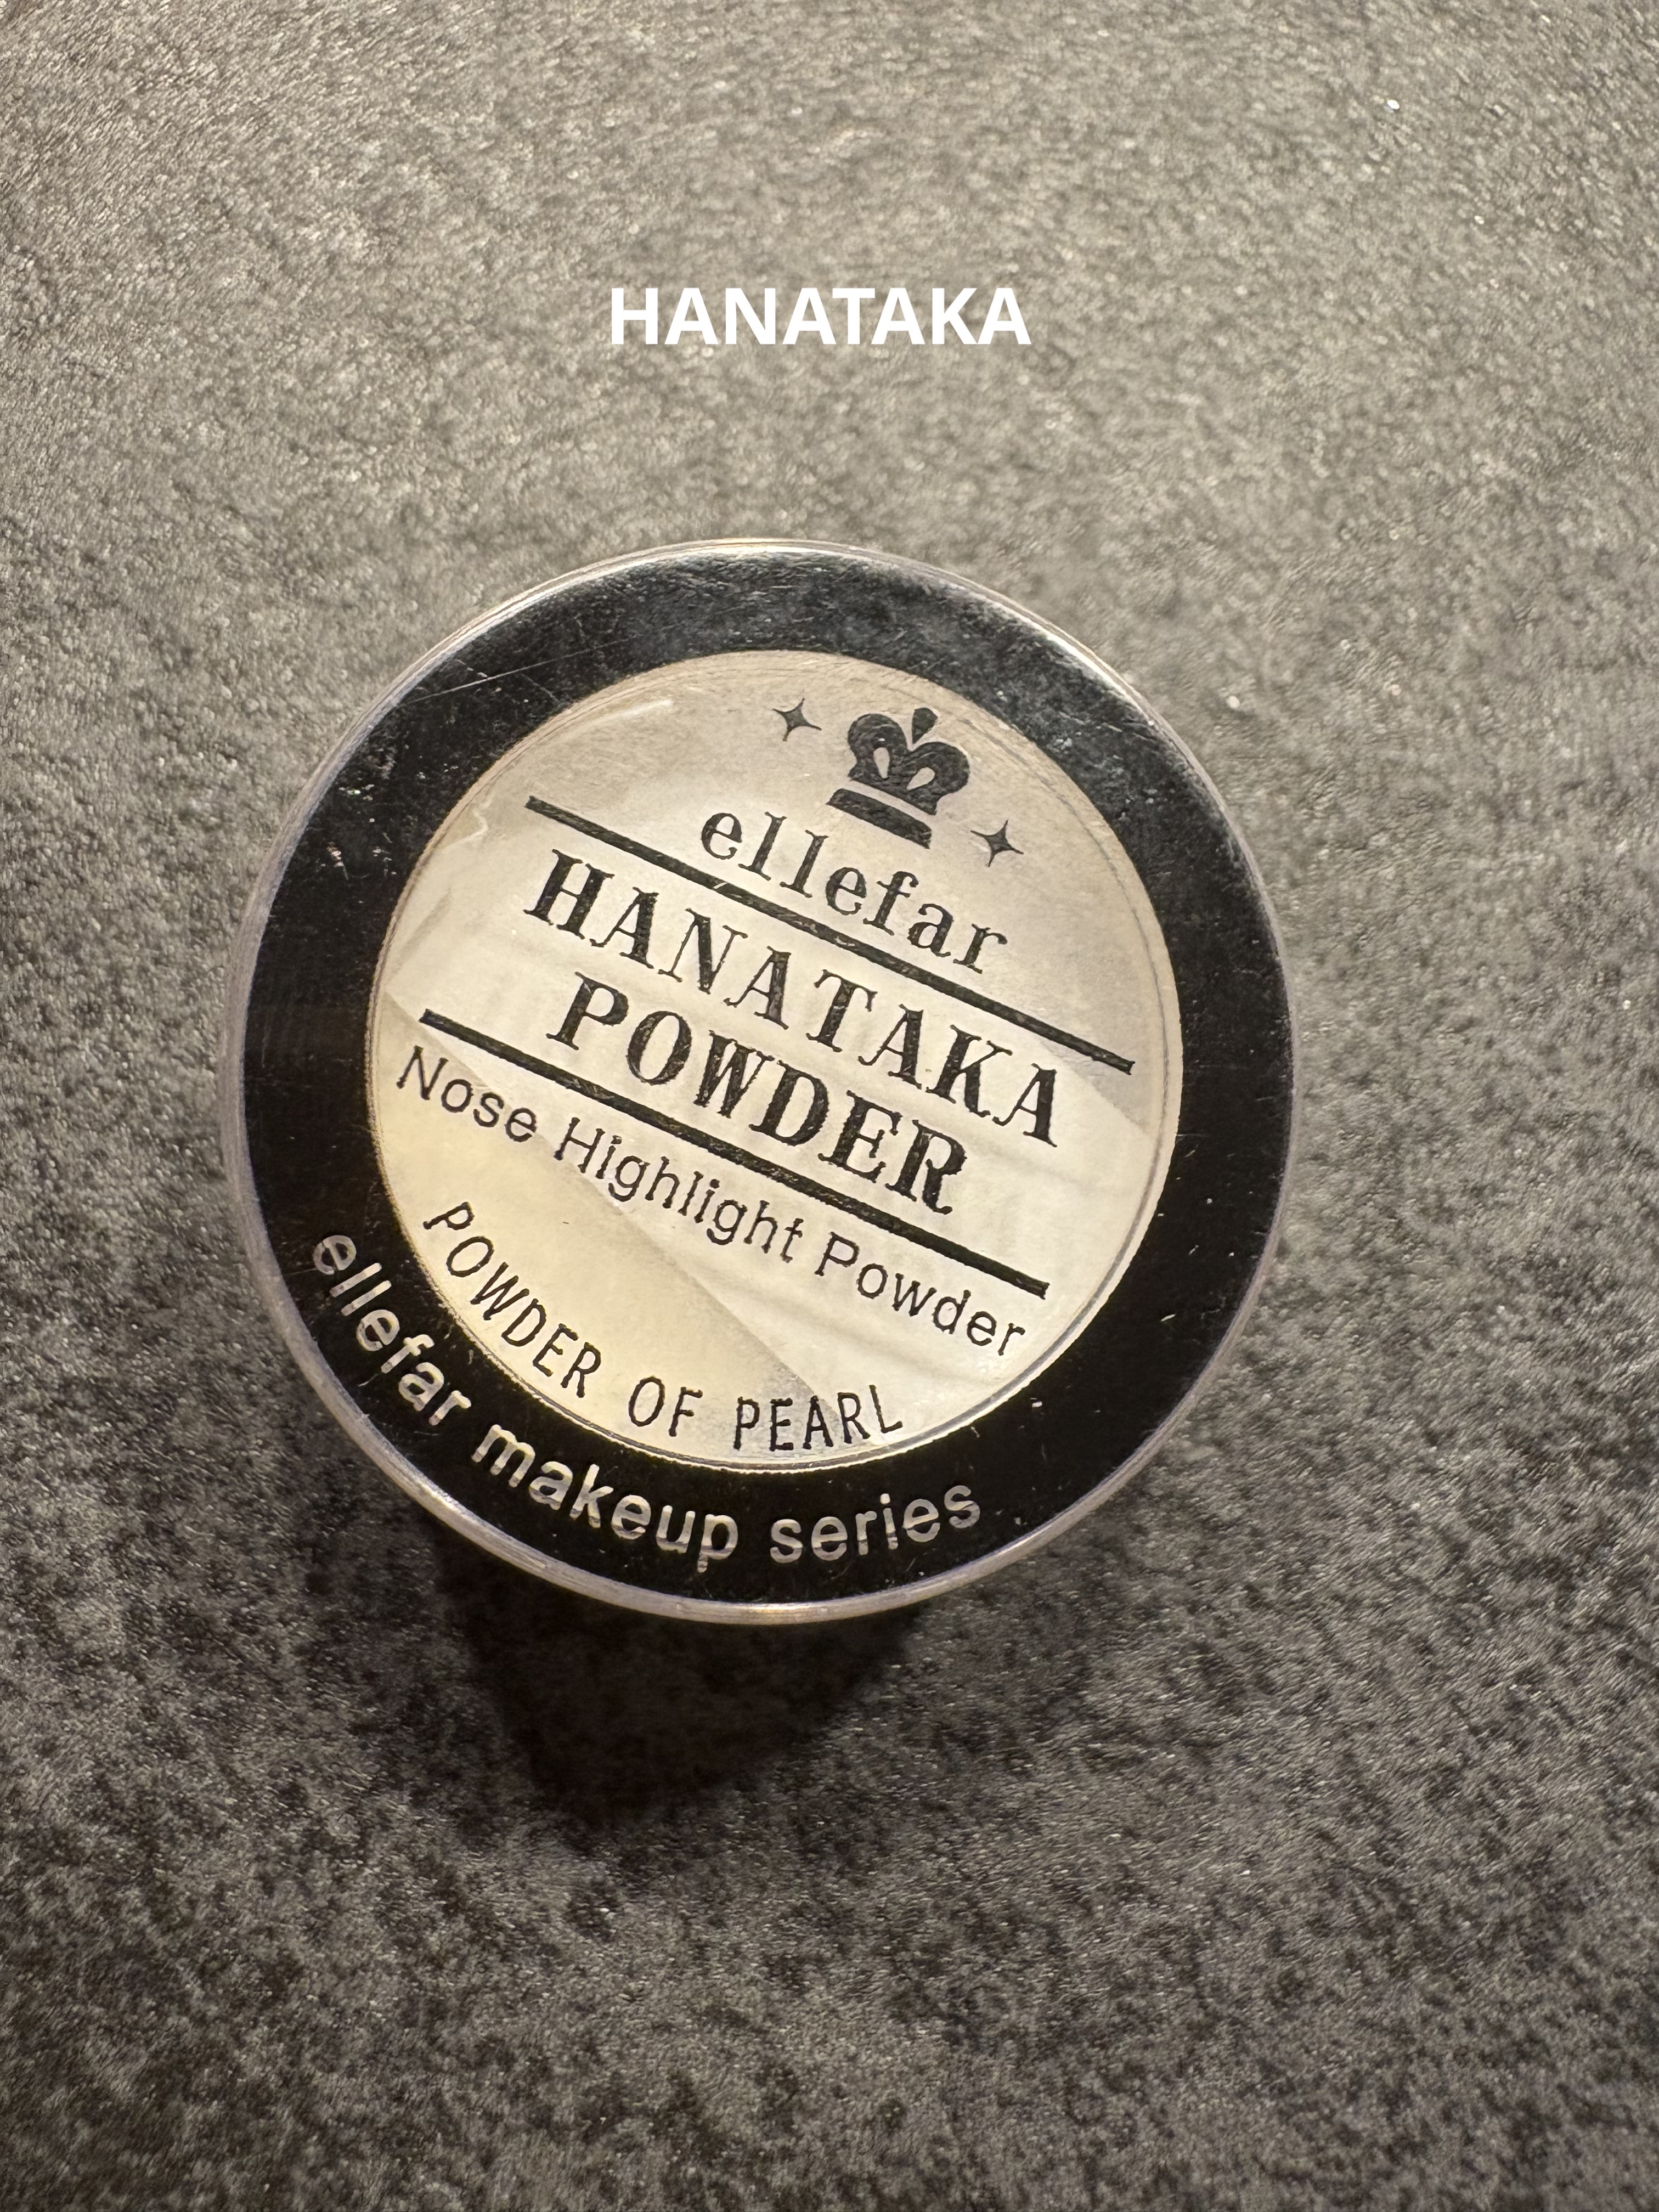 HANATAKA
ellefar
HANATAKA
POWDER
Nose Highlight Powder
POWDER OF PEARL
ellefar makeup series